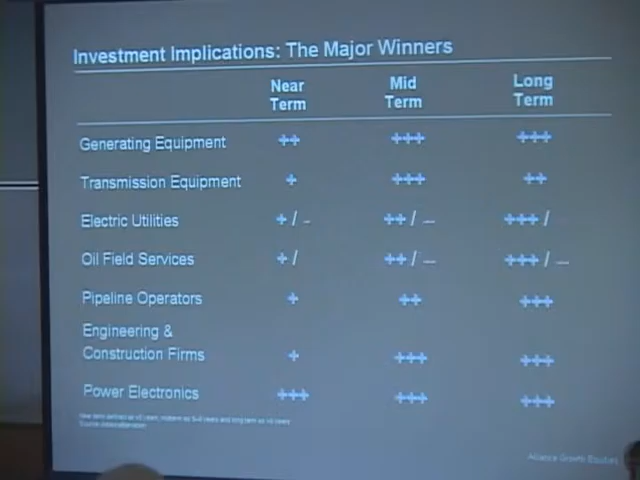 Investment Implications: The Major Winners
Near Term Mid Term Long Term
Generating Equipment ++ +++ +++
Transmission Equipment + +++ ++
Electric Utilities +/– ++/– +++/
Oil Field Services +/ ++/– +++/–
Pipeline Operators + ++ +++
Engineering &
Construction Firms + +++ +++
Power Electronics +++ +++ +++
Alliance Growth Equities